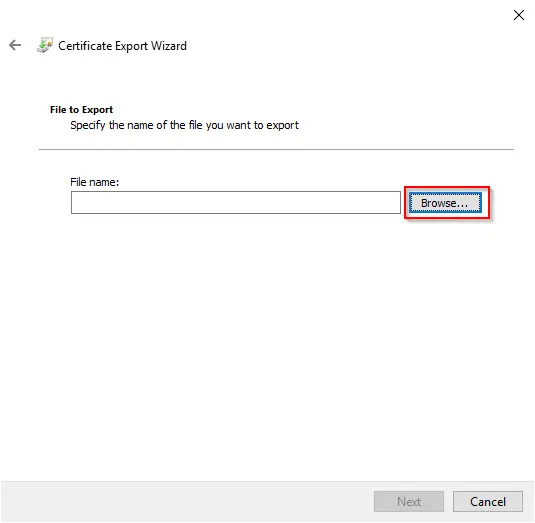 Certificate Export Wizard
File to Export
Specify the name of the file you want to export
File name:
Browse...
Next
Cancel